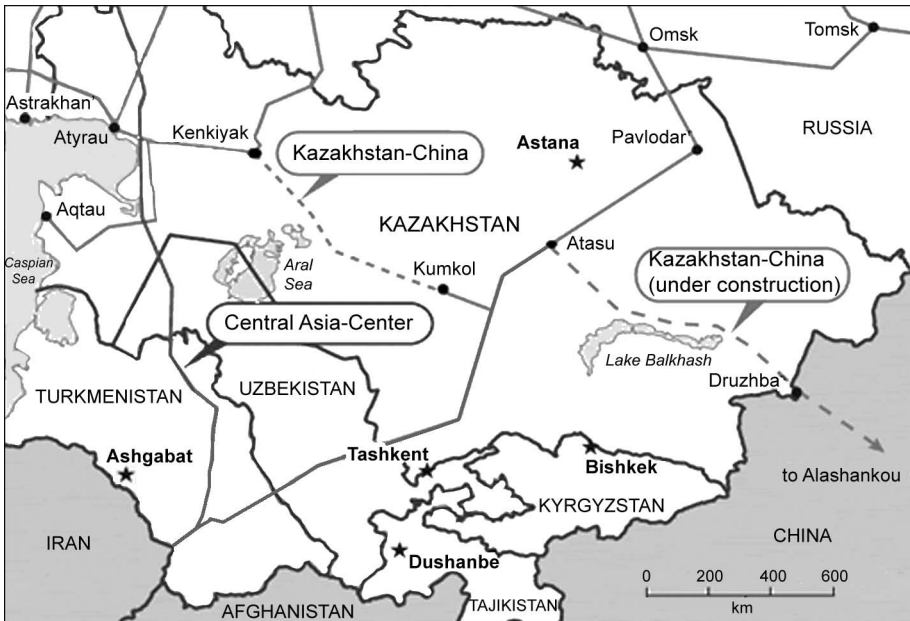 Omsk
Tomsk
Astrakhan'
Atyrau
Kenkiyak
Kazakhstan-China
Astana
Pavlodar'
RUSSIA
Aqtau
KAZAKHSTAN
Atasu
Caspian
Sea
Aral
Sea
Kumkol
Kazakhstan-China
(under construction)
Central Asia-Center
Lake Balkhash
TURKMENISTAN
UZBEKISTAN
Druzhba
Ashgabat
Tashkent
Bishkek
to Alashankou
KYRGYZSTAN
IRAN
CHINA
Dushanbe
AFGHANISTAN
TAJIKISTAN
0 200 400 600
km